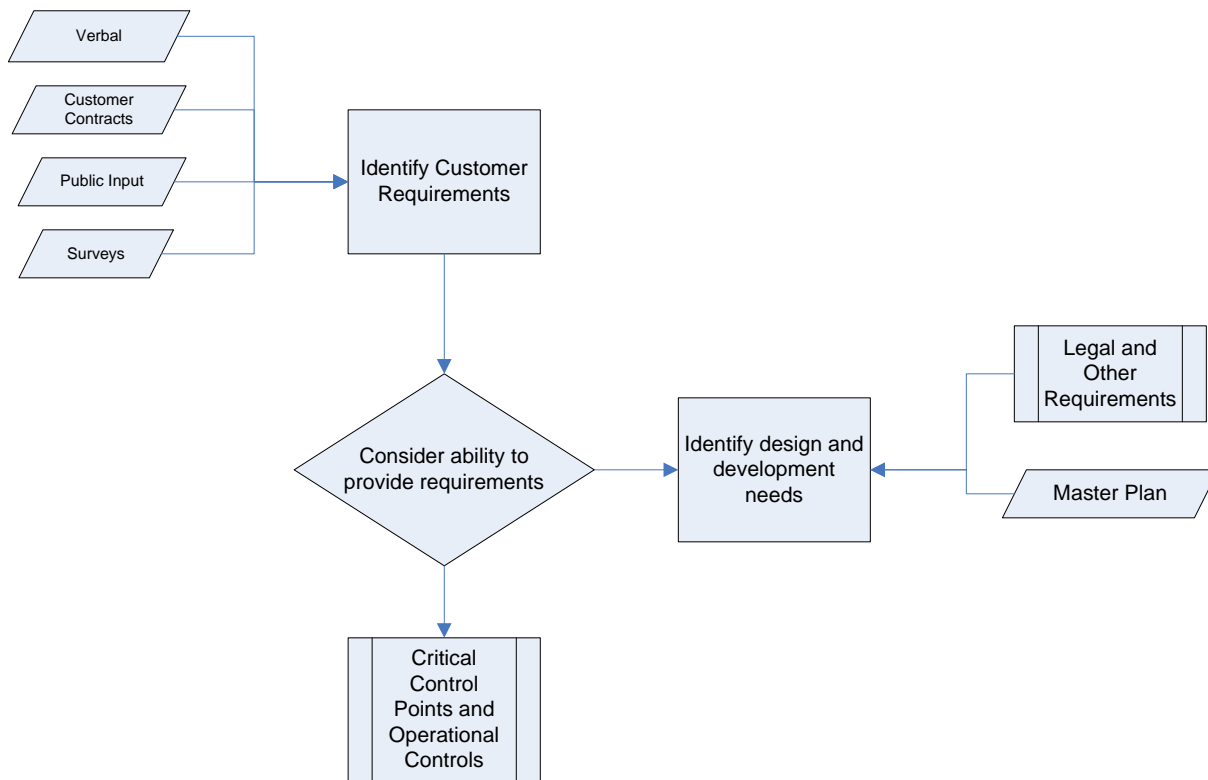 Verbal
Customer
Contracts
Public Input
Surveys
Identify Customer
Requirements
Consider ability to
provide requirements
Identify design and
development
needs
Legal and
Other
Requirements
Master Plan
Critical
Control
Points and
Operational
Controls